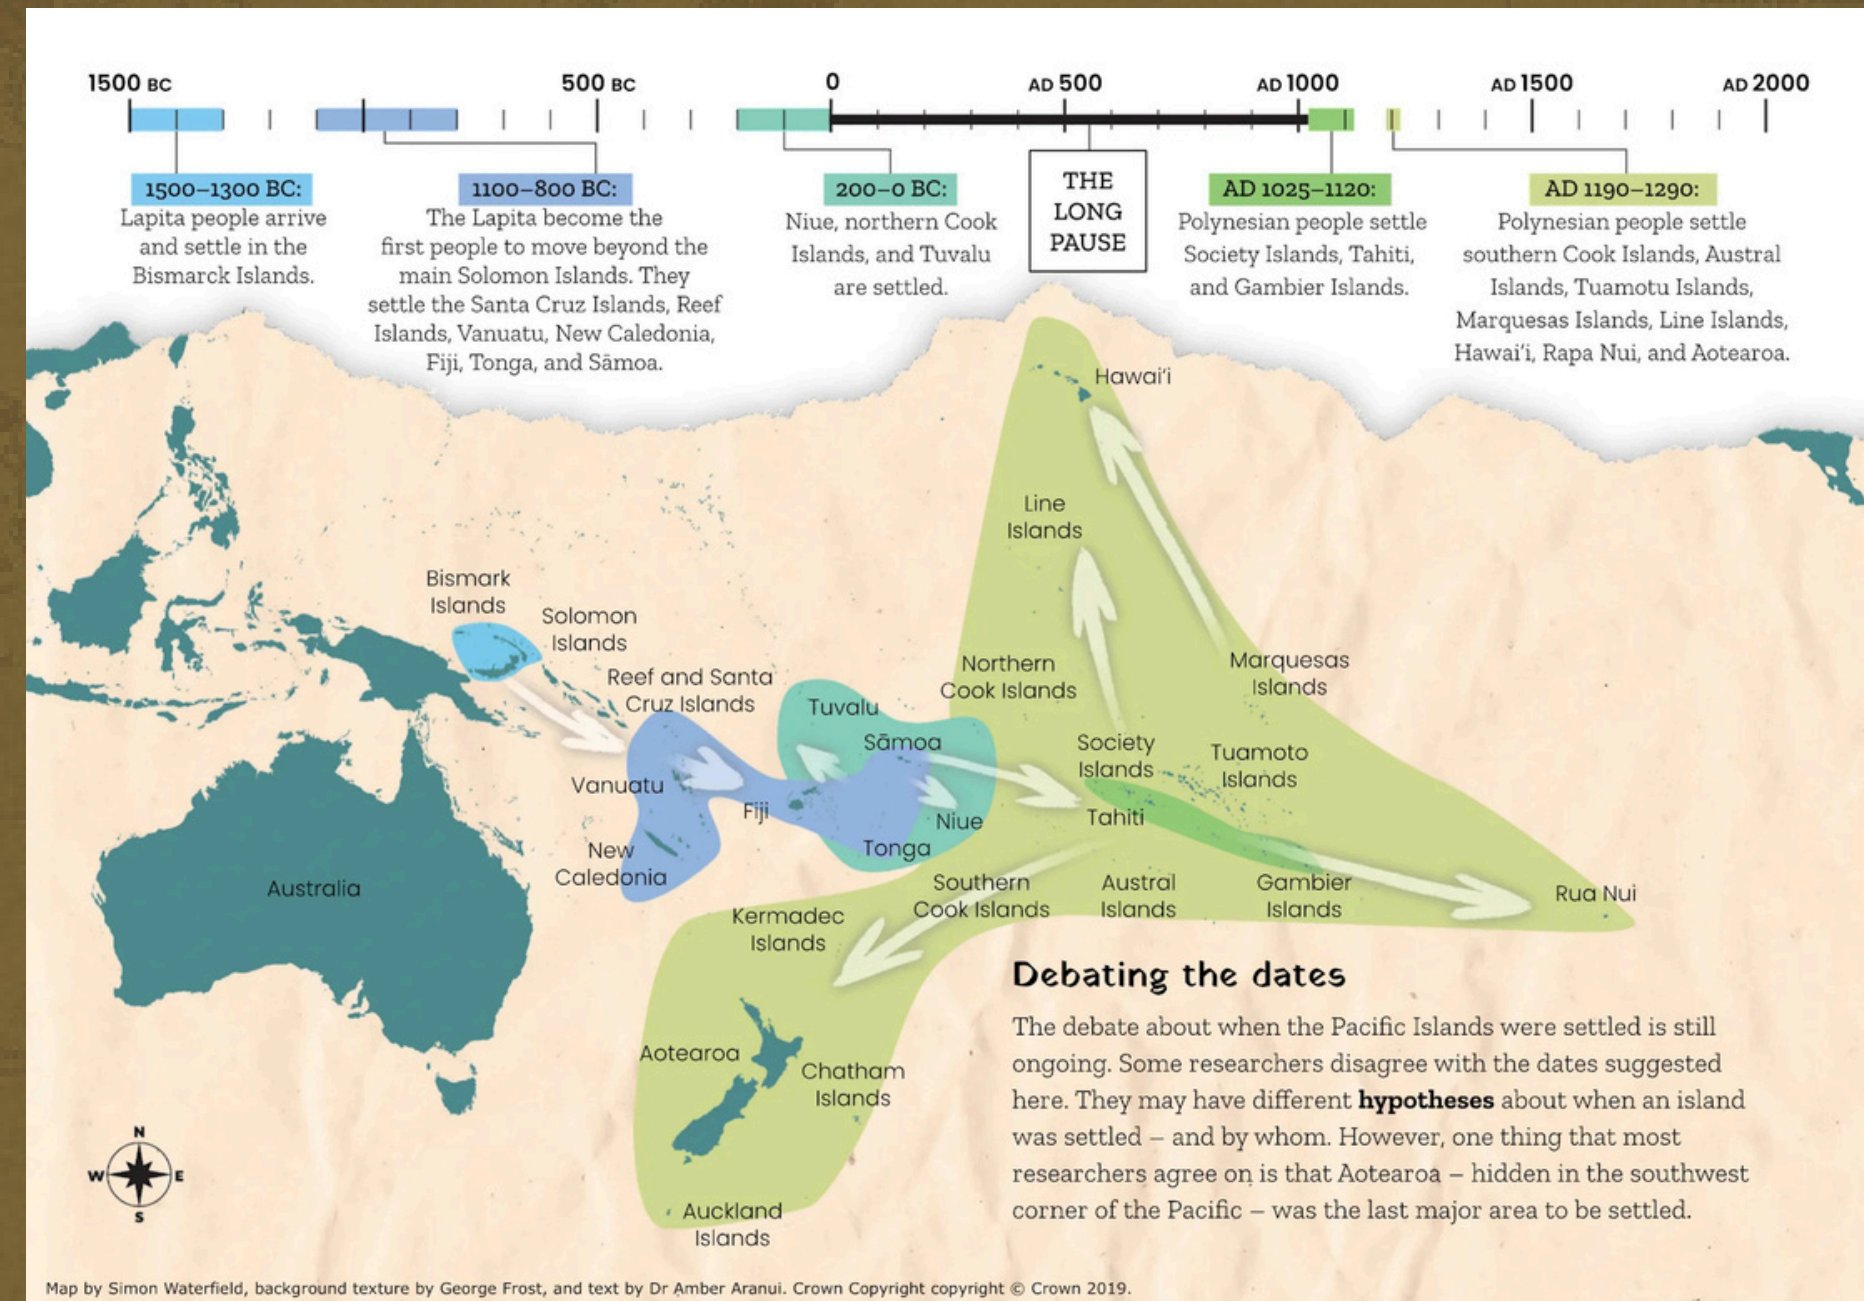 1500 BC
500 BC
0
AD 500
AD 1000
AD 1500
AD 2000
1500–1300 BC:
Lapita people arrive
and settle in the
Bismarck Islands.
1100–800 BC:
The Lapita become the
first people to move beyond the
main Solomon Islands. They
settle the Santa Cruz Islands, Reef
Islands, Vanuatu, New Caledonia,
Fiji, Tonga, and Sāmoa.
200–0 BC:
Niue, northern Cook
Islands, and Tuvalu
are settled.
THE
LONG
PAUSE
AD 1025–1120:
Polynesian people settle
Society Islands, Tahiti,
and Gambier Islands.
AD 1190–1290:
Polynesian people settle
southern Cook Islands, Austral
Islands, Tuamotu Islands,
Marquesas Islands, Line Islands,
Hawai‘i, Rapa Nui, and Aotearoa.
Hawai‘i
Line
Islands
Bismark
Islands
Solomon
Islands
Reef and Santa
Cruz Islands
Northern
Cook Islands
Marquesas
Islands
Tuvalu
Sāmoa
Society
Islands
Tuamoto
Islands
Vanuatu
Fiji
Niue
Tahiti
New
Caledonia
Tonga
Australia
Southern
Cook Islands
Austral
Islands
Gambier
Islands
Rua Nui
Kermadec
Islands
Aotearoa
Chatham
Islands
Auckland
Islands
N
W
E
S
Debating the dates
The debate about when the Pacific Islands were settled is still
ongoing. Some researchers disagree with the dates suggested
here. They may have different hypotheses about when an island
was settled – and by whom. However, one thing that most
researchers agree on is that Aotearoa – hidden in the southwest
corner of the Pacific – was the last major area to be settled.
Map by Simon Waterfield, background texture by George Frost, and text by Dr Amber Aranui. Crown Copyright copyright © Crown 2019.